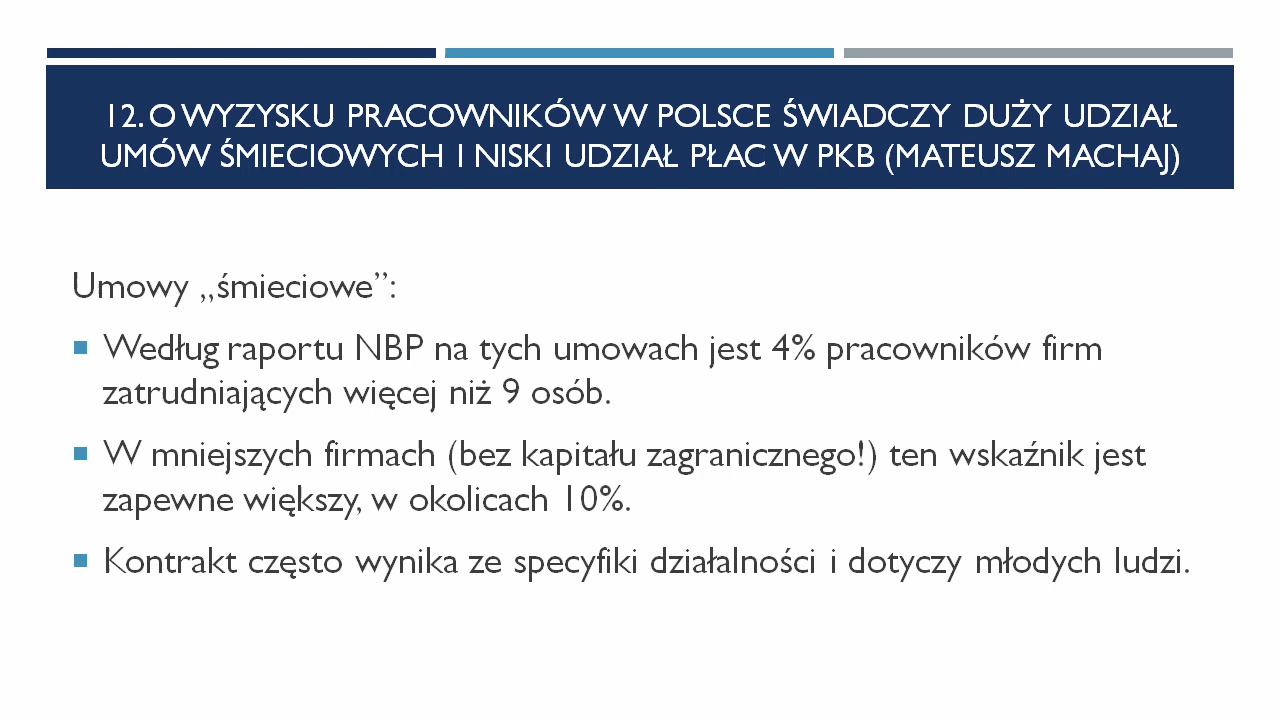 12. O WYZYSKU PRACOWNIKÓW W POLSCE ŚWIADCZY DUŻY UDZIAŁ
UMÓW ŚMIECIOWYCH I NISKI UDZIAŁ PŁAC W PKB (MATEUSZ MACHAJ)
Umowy „śmieciowe”:
Według raportu NBP na tych umowach jest 4% pracowników firm
zatrudniających więcej niż 9 osób.
W mniejszych firmach (bez kapitału zagranicznego!) ten wskaźnik jest
zapewne większy, w okolicach 10%.
Kontrakt często wynika ze specyfiki działalności i dotyczy młodych ludzi.